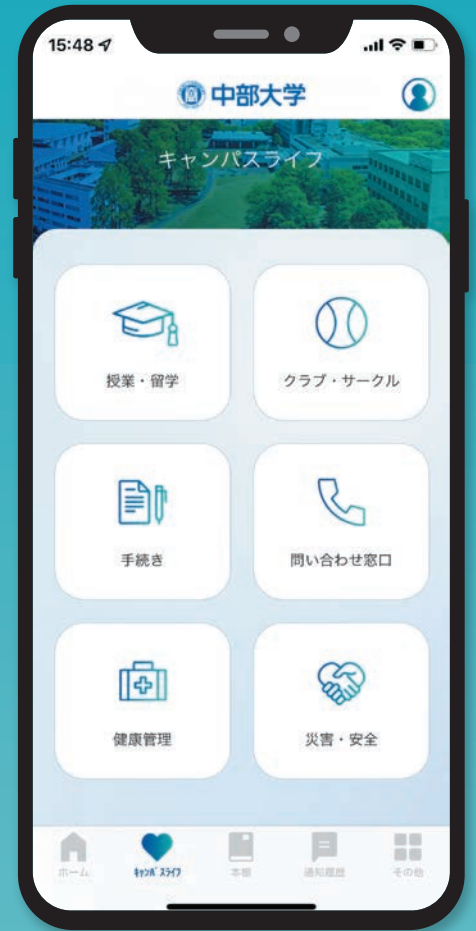 15:48
中部大学
キャンパスライフ
授業・留学
クラブ・サークル
手続き
問い合わせ窓口
健康管理
災害・安全
ホーム
ｷｬﾝﾊﾟｽﾗｲﾌ
本棚
通知履歴
その他